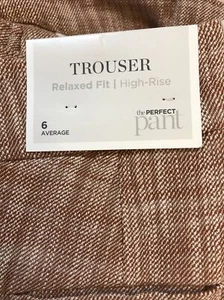 TROUSER
Relaxed Fit | High-Rise
the PERFECT
pant
6
AVERAGE